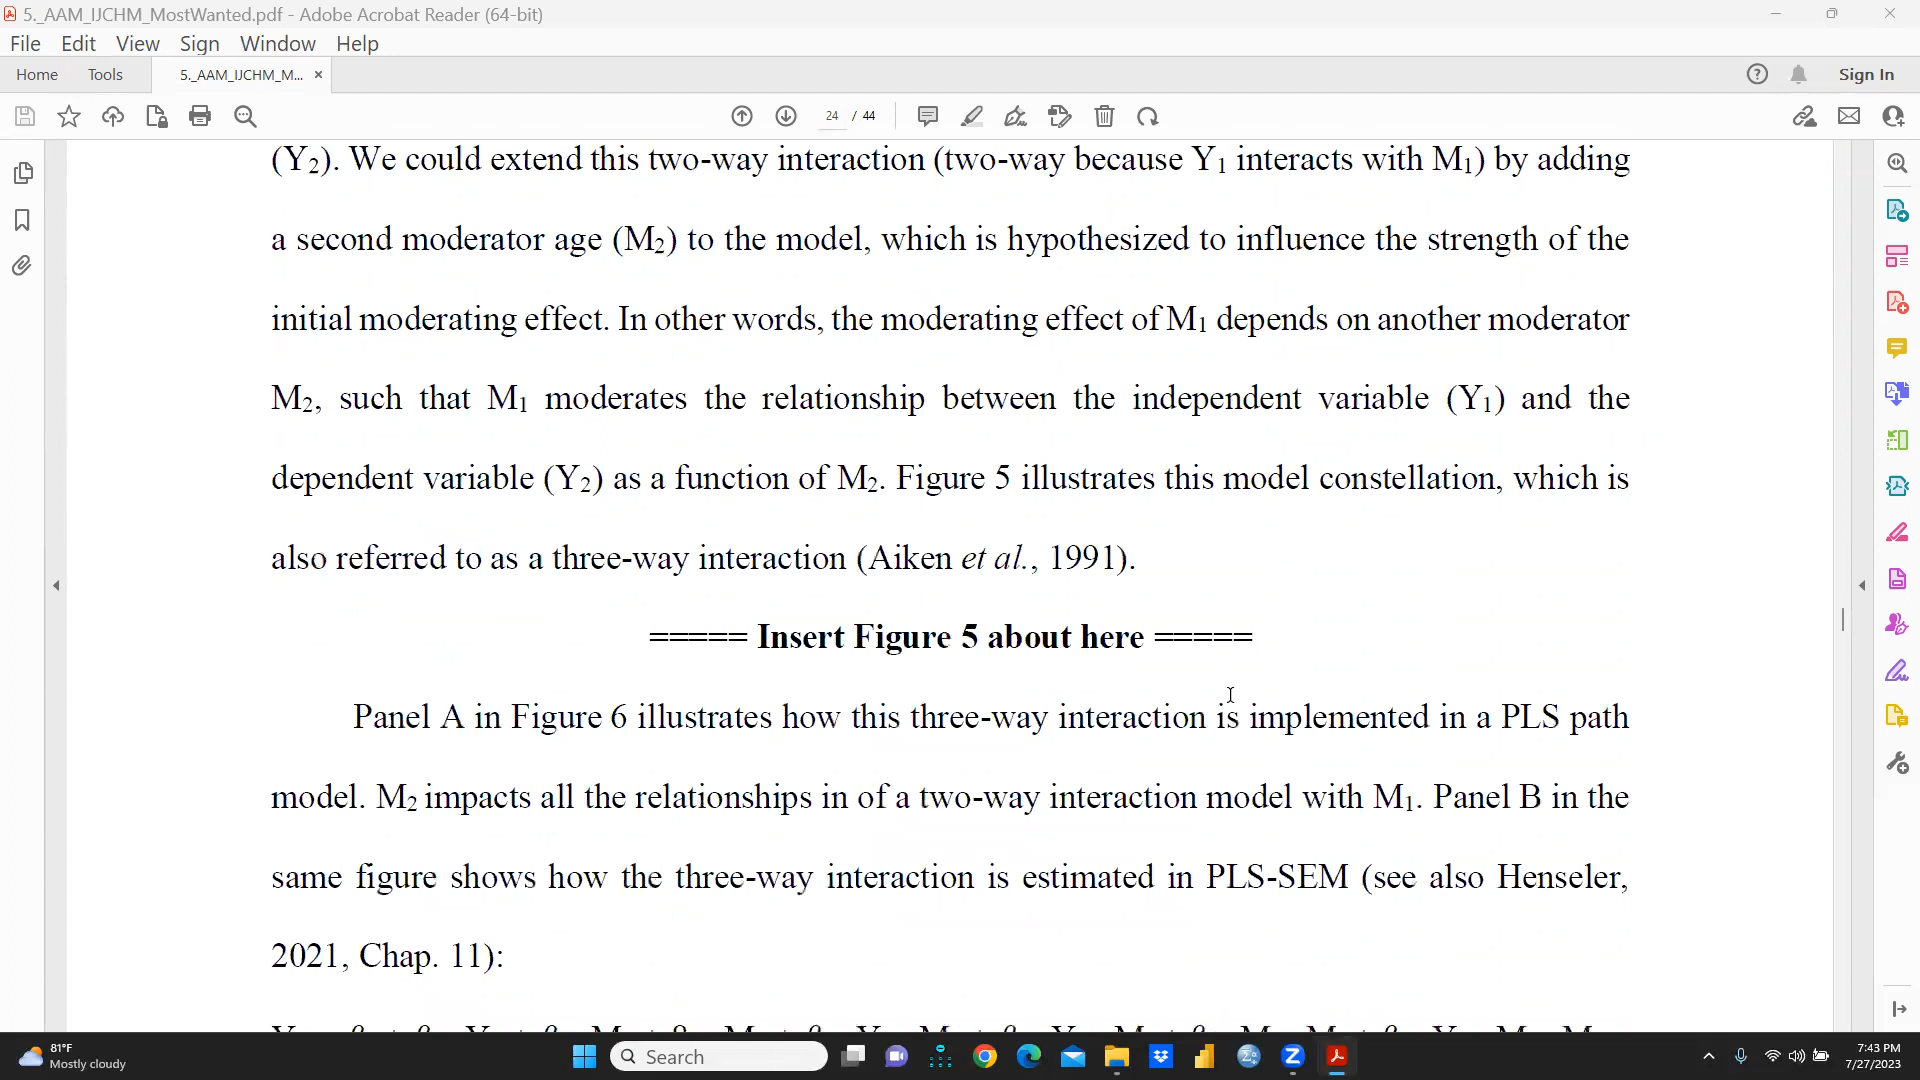 5._AAM_IJCHM_MostWanted.pdf - Adobe Acrobat Reader (64-bit)
File Edit View Sign Window Help
Home Tools 5._AAM_IJCHM_M... × Sign In
24 / 44
(Y₂). We could extend this two-way interaction (two-way because Y₁ interacts with M₁) by adding
a second moderator age (M₂) to the model, which is hypothesized to influence the strength of the
initial moderating effect. In other words, the moderating effect of M₁ depends on another moderator
M₂, such that M₁ moderates the relationship between the independent variable (Y₁) and the
dependent variable (Y₂) as a function of M₂. Figure 5 illustrates this model constellation, which is
also referred to as a three-way interaction (Aiken et al., 1991).
===== Insert Figure 5 about here =====
Panel A in Figure 6 illustrates how this three-way interaction is implemented in a PLS path
model. M₂ impacts all the relationships in of a two-way interaction model with M₁. Panel B in the
same figure shows how the three-way interaction is estimated in PLS-SEM (see also Henseler,
2021, Chap. 11):
81°F
Mostly cloudy
Search
7:43 PM
7/27/2023